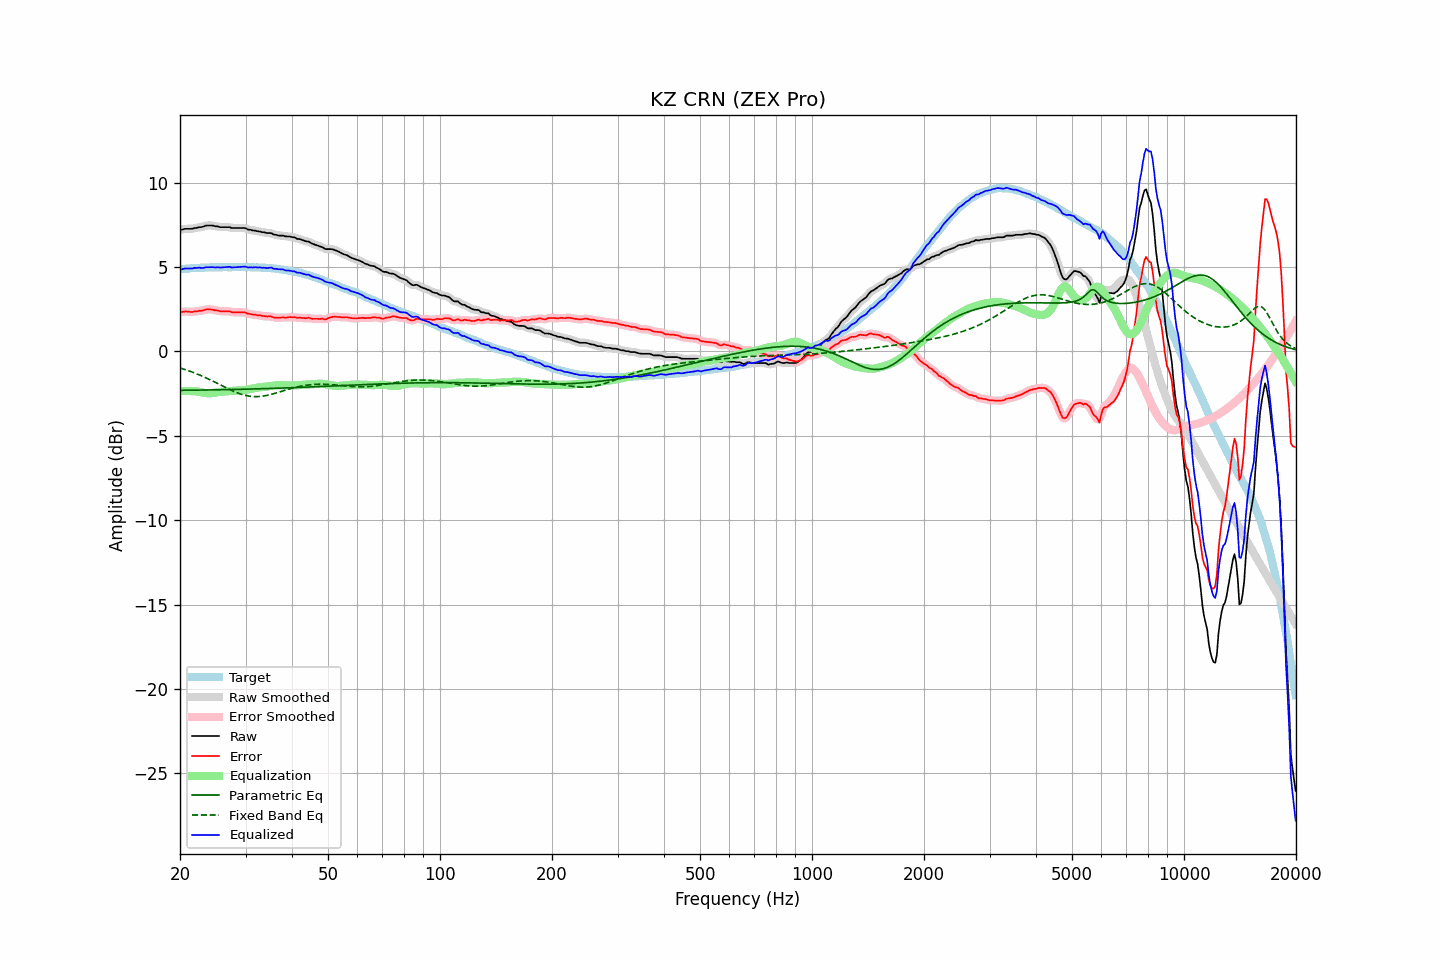 KZ CRN (ZEX Pro)
10
5
0
−5
−10
−15
−20
−25
Amplitude (dBr)
Target
Raw Smoothed
Error Smoothed
Raw
Error
Equalization
Parametric Eq
Fixed Band Eq
Equalized
20 50 100 200 500 1000 2000 5000 10000 20000
Frequency (Hz)